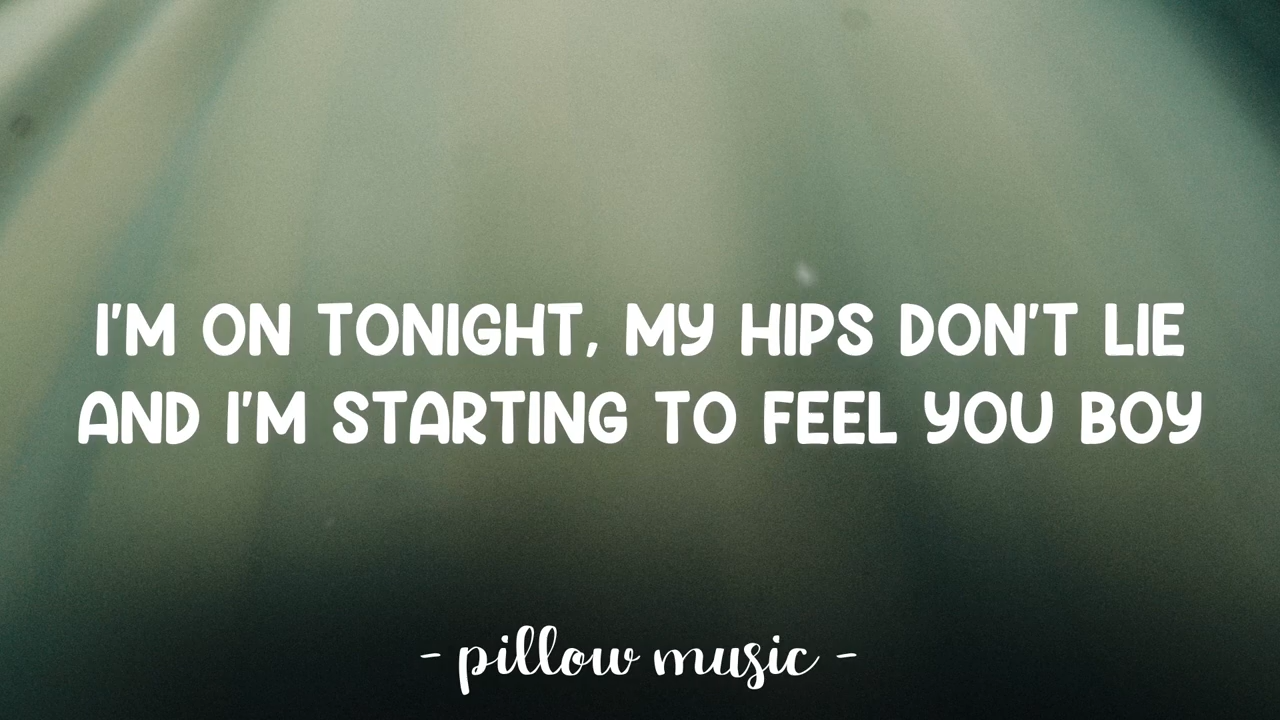 I'M ON TONIGHT, MY HIPS DON'T LIE
AND I'M STARTING TO FEEL YOU BOY
- pillow music -